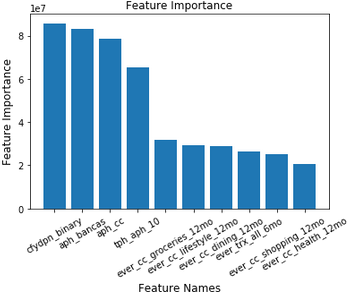 Feature Importance
1e7
8
6
4
2
0
Feature Importance
cfydpn_binary
aph_bancas
aph_cc
tph_aph_10
ever_cc_groceries_12mo
ever_cc_lifestyle_12mo
ever_cc_dining_12mo
ever_trx_all_6mo
ever_cc_shopping_12mo
ever_cc_health_12mo
Feature Names